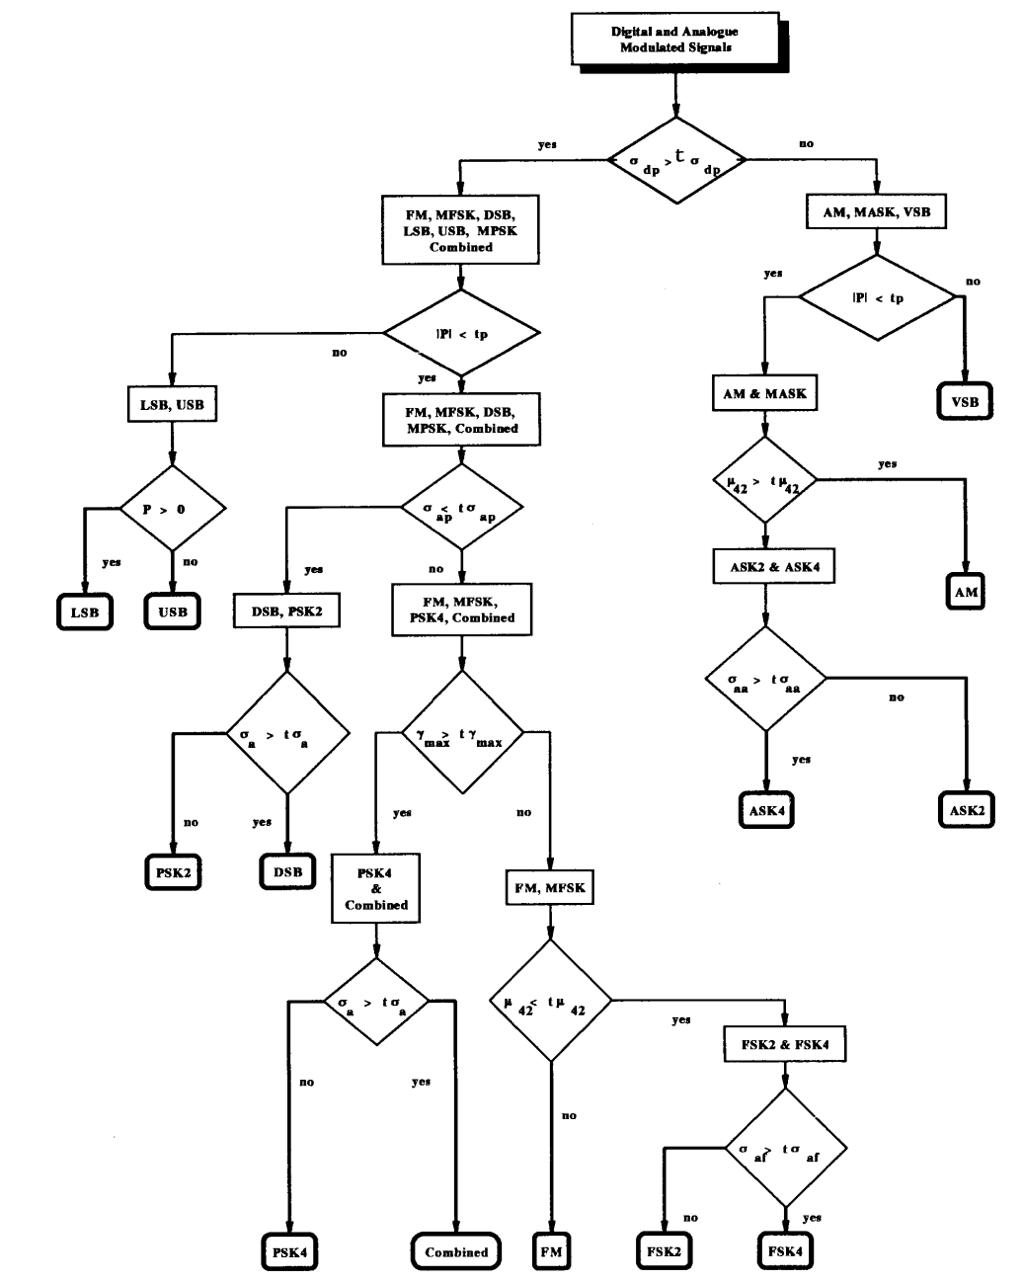 Digital and Analogue
Modulated Signals
yes
no
σ dp > t σ dp
FM, MFSK, DSB,
LSB, USB, MPSK
Combined
AM, MASK, VSB
yes
no
|P| < tp
|P| < tp
no
yes
LSB, USB
FM, MFSK, DSB,
MPSK, Combined
AM & MASK
VSB
μ 42 > t μ 42
yes
P > 0
σ ap < t σ ap
yes
no
yes
no
ASK2 & ASK4
AM
LSB
USB
DSB, PSK2
FM, MFSK,
PSK4, Combined
σ aa > t σ aa
no
yes
σ a > t σ a
γ max > t γ max
no
yes
yes
no
ASK4
ASK2
PSK2
DSB
PSK4
&
Combined
FM, MFSK
σ a > t σ a
μ 42 < t μ 42
yes
no
yes
FSK2 & FSK4
no
σ af > t σ af
no
yes
PSK4
Combined
FM
FSK2
FSK4